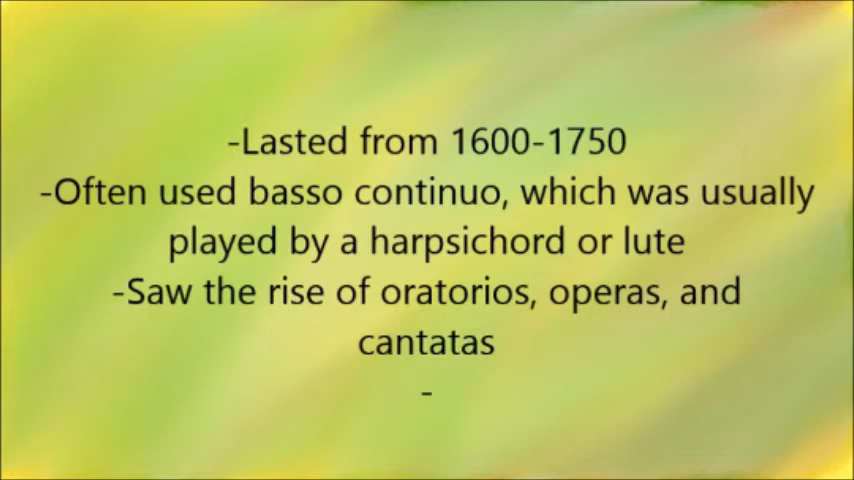 -Lasted from 1600-1750
-Often used basso continuo, which was usually
played by a harpsichord or lute
-Saw the rise of oratorios, operas, and
cantatas
-